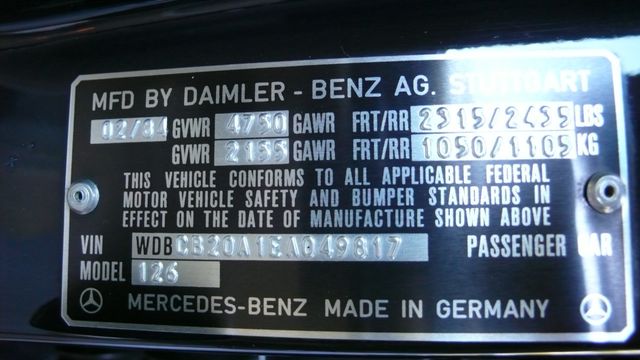 MFD BY DAIMLER - BENZ AG. STUTTGART
02/84 GVWR 4750 GAWR FRT/RR 2315/2435 LBS
GVWR 2155 GAWR FRT/RR 1050/1105 KG
THIS VEHICLE CONFORMS TO ALL APPLICABLE FEDERAL
MOTOR VEHICLE SAFETY AND BUMPER STANDARDS IN
EFFECT ON THE DATE OF MANUFACTURE SHOWN ABOVE
VIN WDBCB20A1EA049817 PASSENGER CAR
MODEL 126
MERCEDES-BENZ MADE IN GERMANY